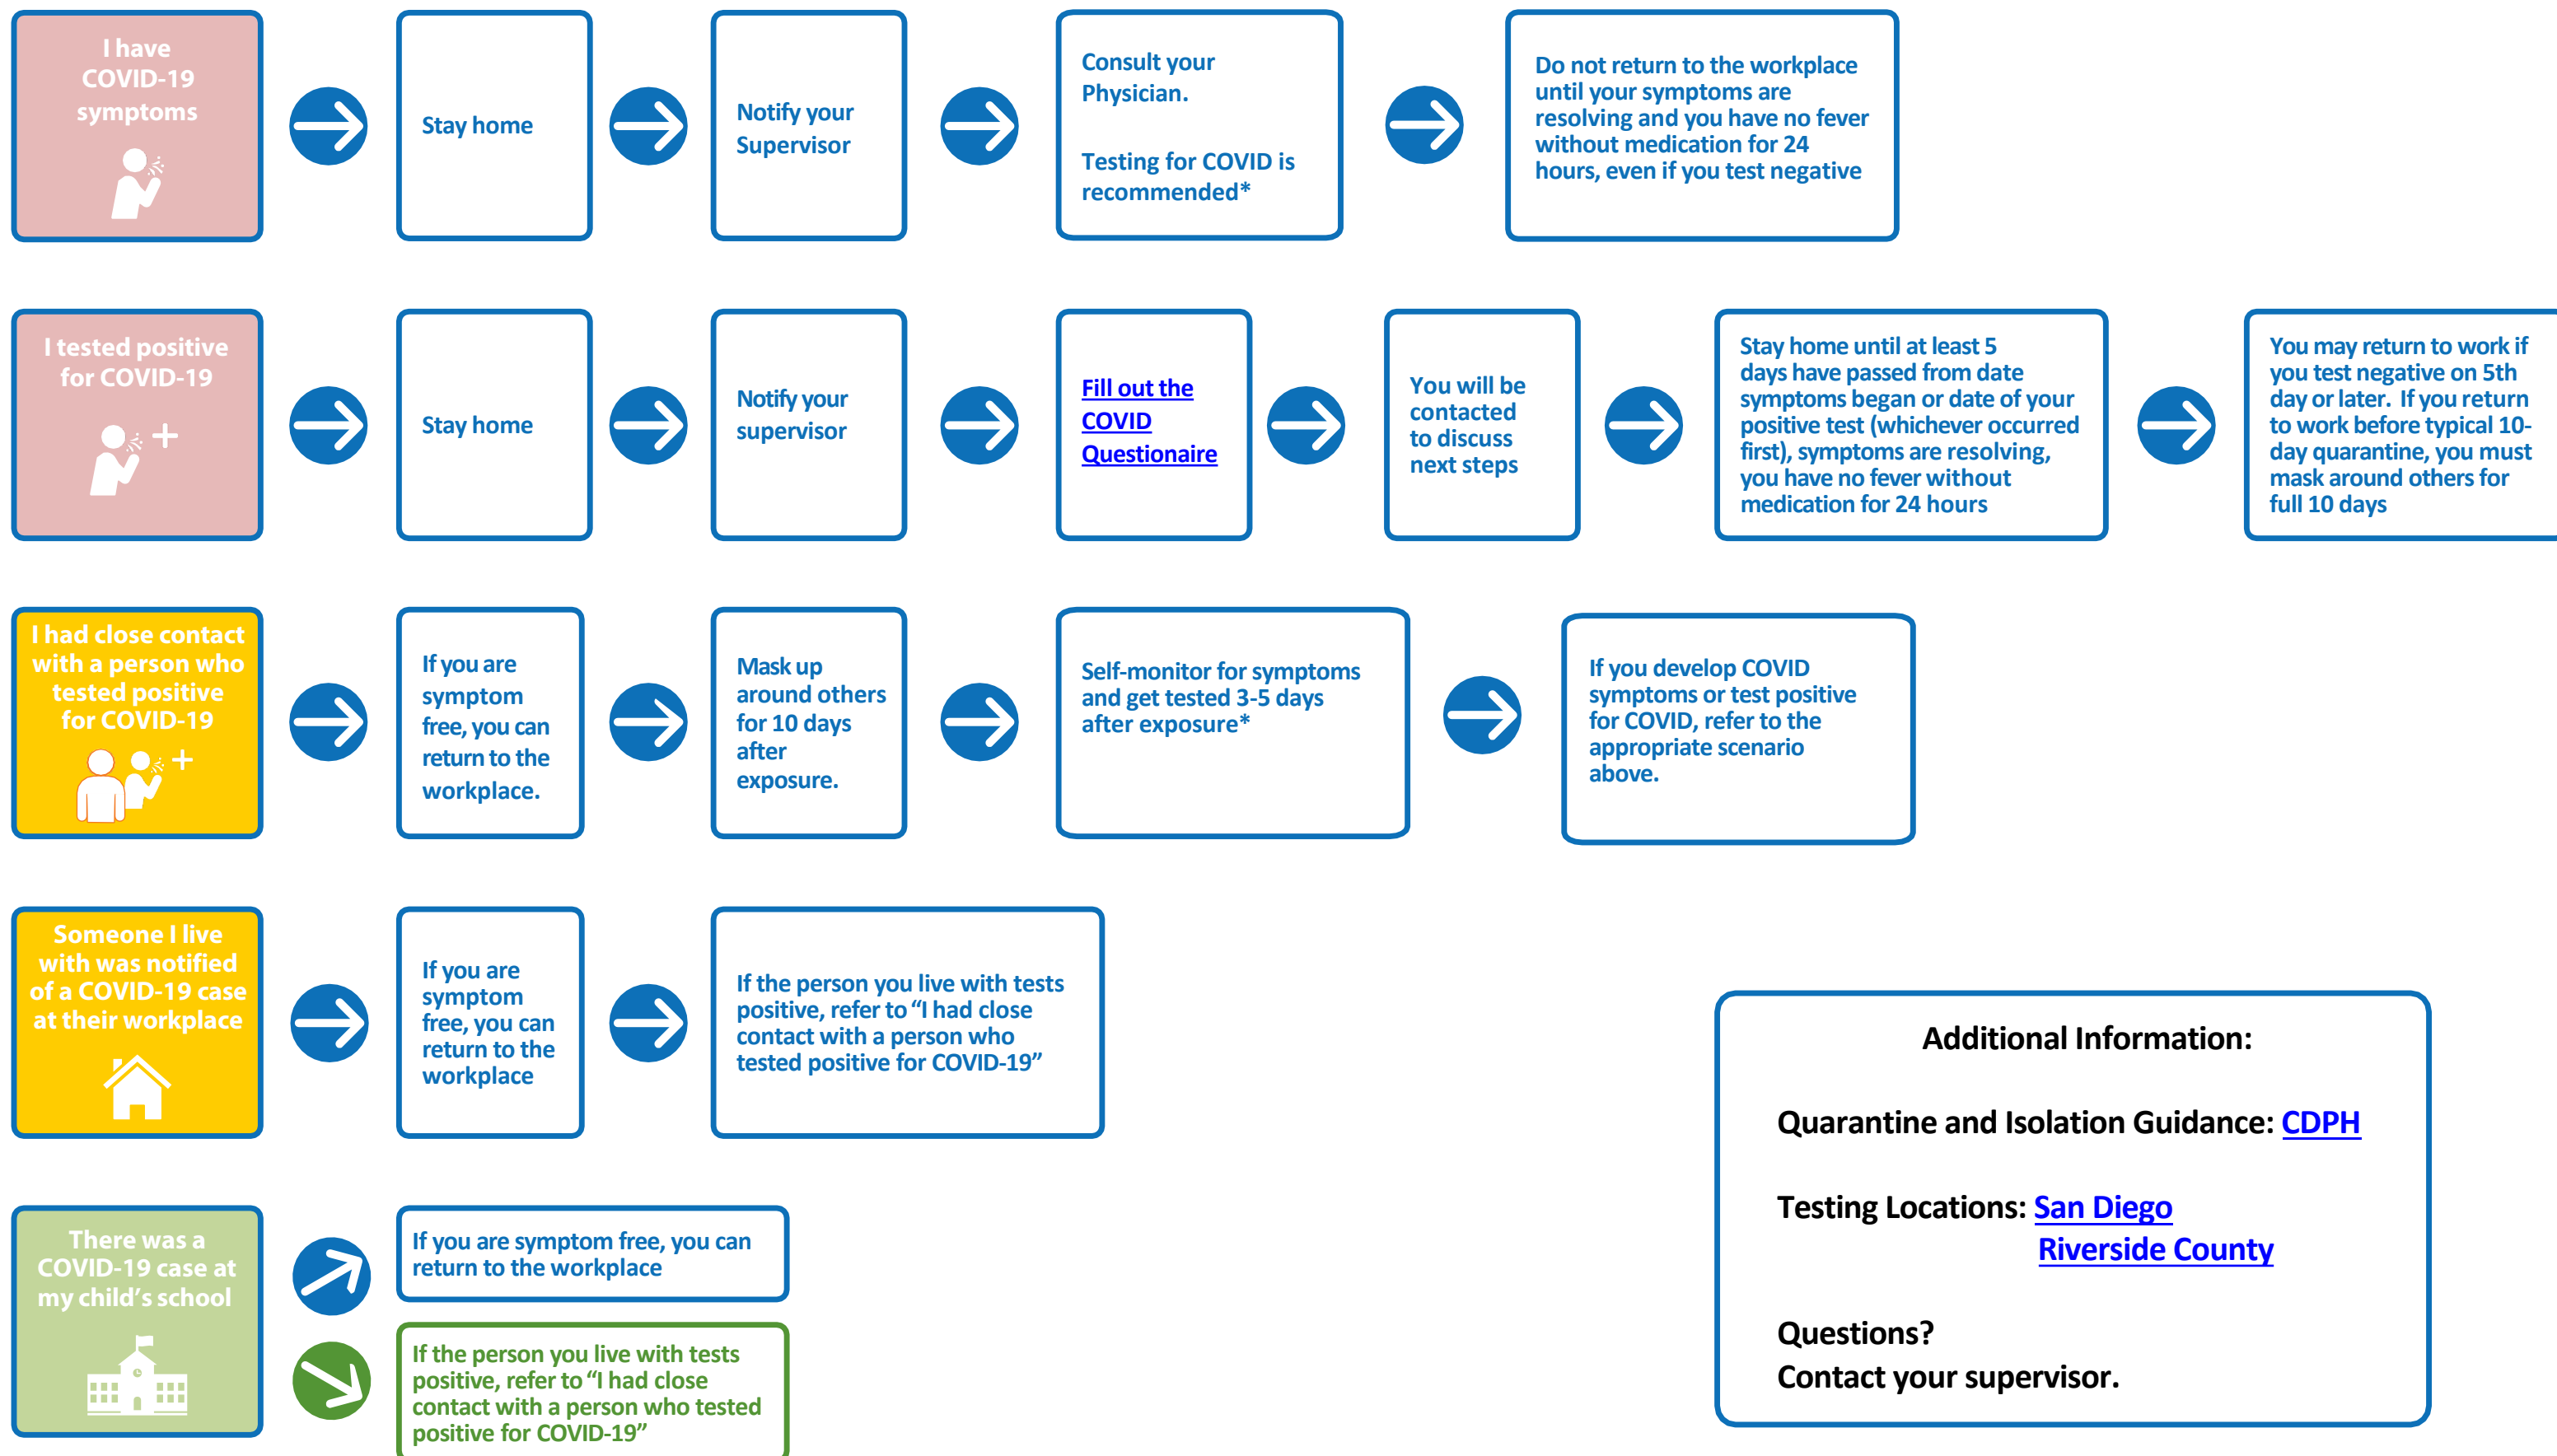 I have
COVID-19
symptoms
Stay home
Notify your
Supervisor
Consult your
Physician.
Testing for COVID is
recommended*
Do not return to the workplace
until your symptoms are
resolving and you have no fever
without medication for 24
hours, even if you test negative
I tested positive
for COVID-19
Stay home
Notify your
supervisor
Fill out the
COVID
Questionaire
You will be
contacted
to discuss
next steps
Stay home until at least 5
days have passed from date
symptoms began or date of your
positive test (whichever occurred
first), symptoms are resolving,
you have no fever without
medication for 24 hours
You may return to work if
you test negative on 5th
day or later. If you return
to work before typical 10-
day quarantine, you must
mask around others for
full 10 days
I had close contact
with a person who
tested positive
for COVID-19
If you are
symptom
free, you can
return to the
workplace.
Mask up
around others
for 10 days
after
exposure.
Self-monitor for symptoms
and get tested 3-5 days
after exposure*
If you develop COVID
symptoms or test positive
for COVID, refer to the
appropriate scenario
above.
Someone I live
with was notified
of a COVID-19 case
at their workplace
If you are
symptom
free, you can
return to the
workplace
If the person you live with tests
positive, refer to “I had close
contact with a person who
tested positive for COVID-19”
There was a
COVID-19 case at
my child’s school
If you are symptom free, you can
return to the workplace
If the person you live with tests
positive, refer to “I had close
contact with a person who tested
positive for COVID-19”
Additional Information:
Quarantine and Isolation Guidance: CDPH
Testing Locations: San Diego
Riverside County
Questions?
Contact your supervisor.